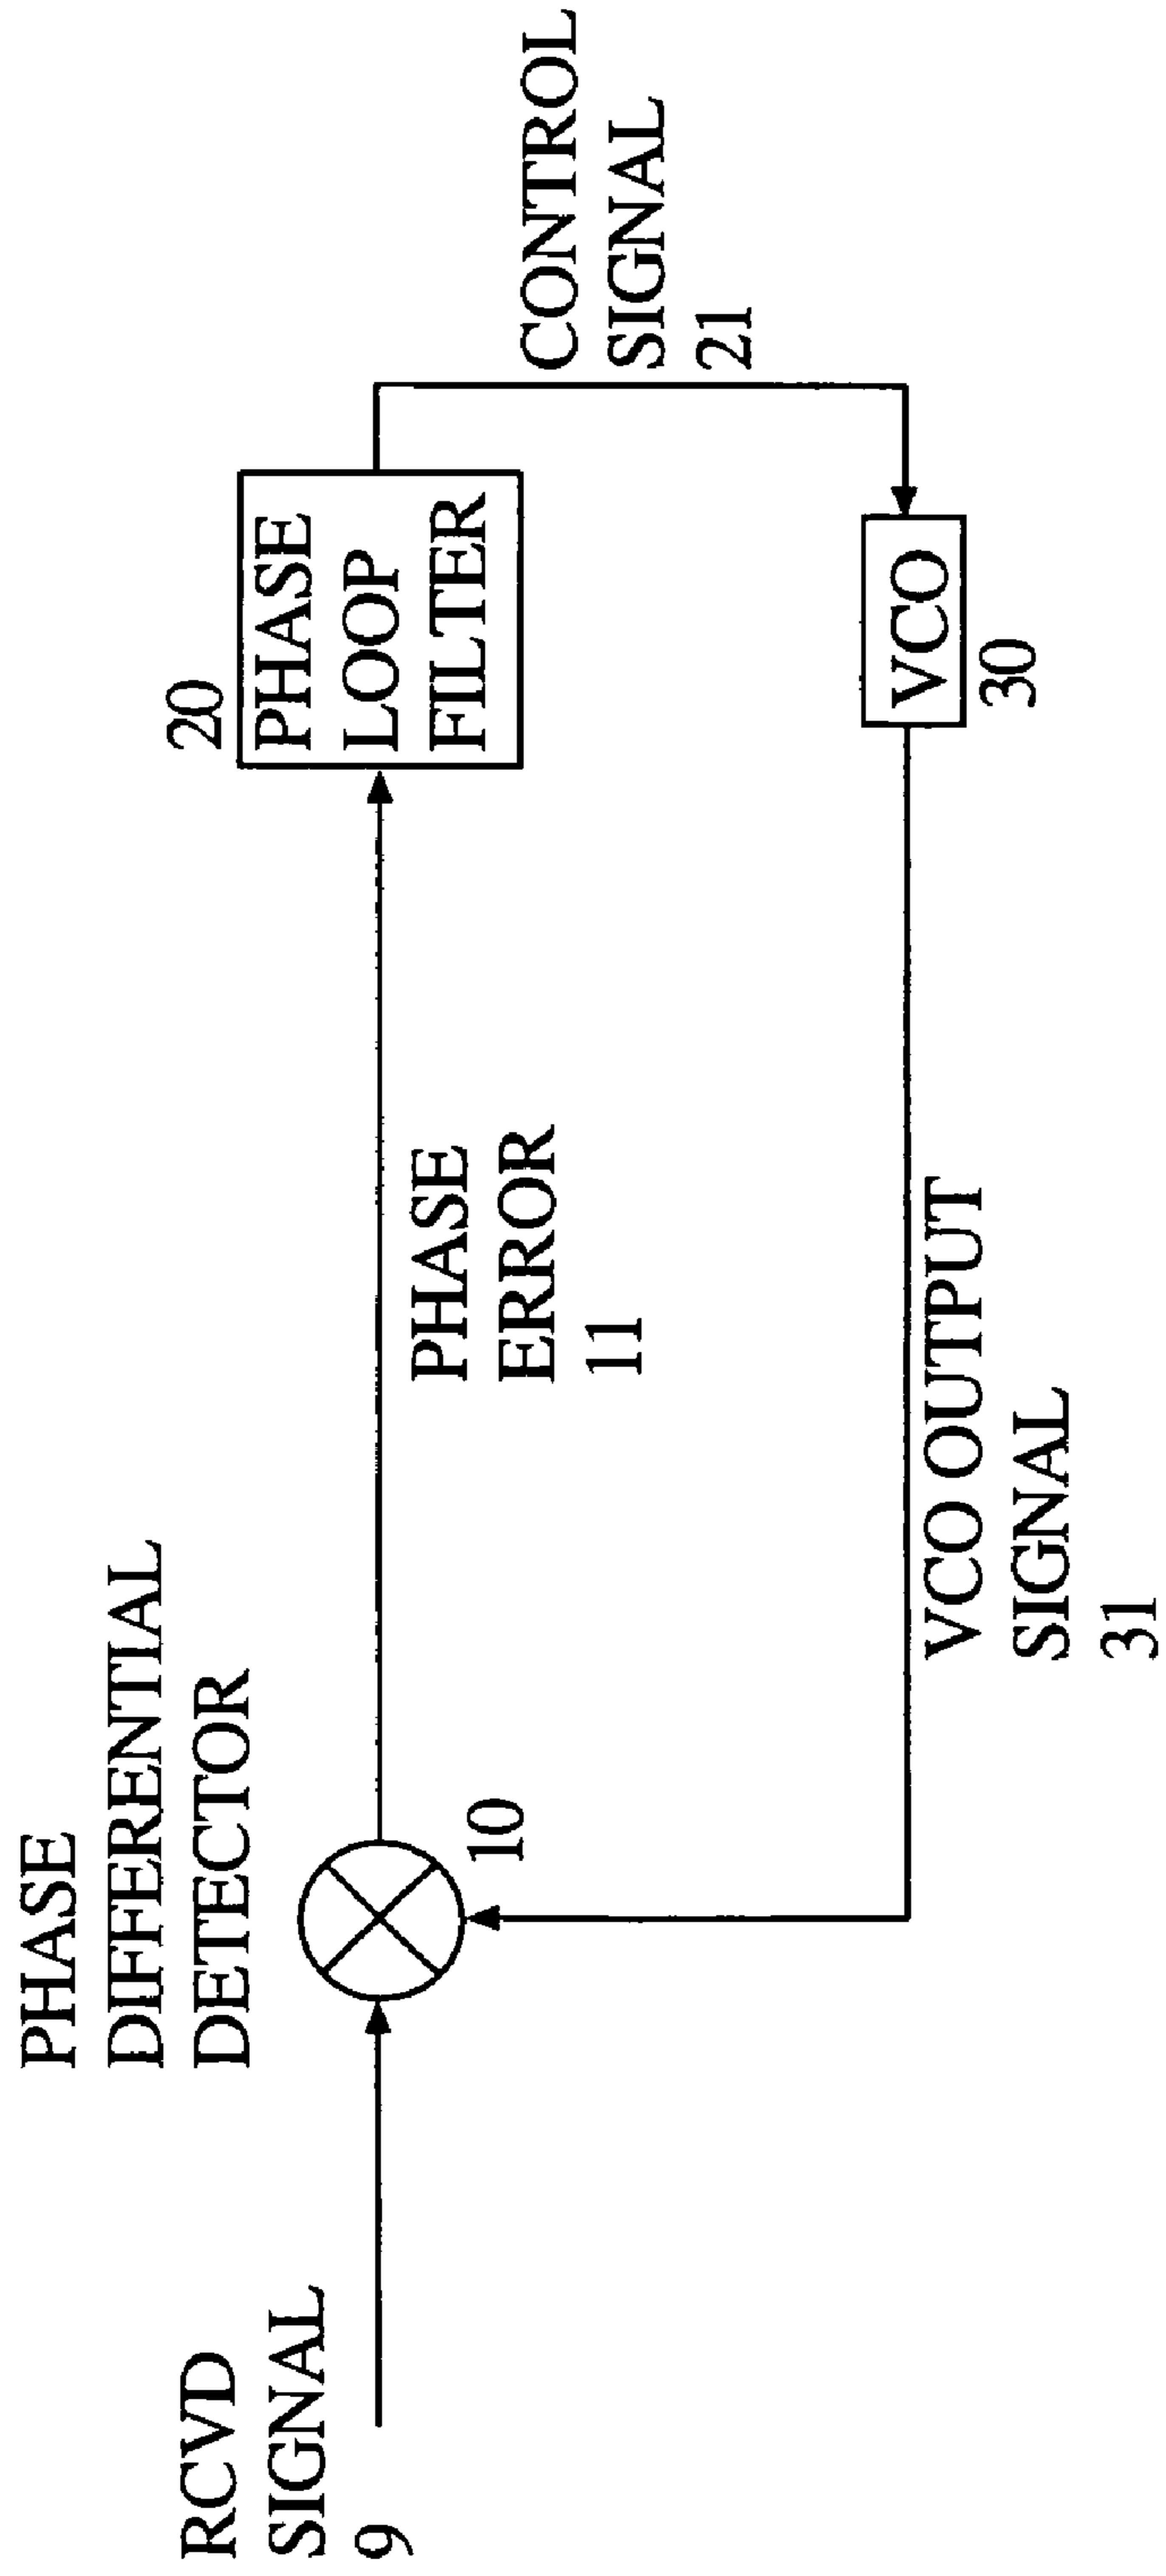 PHASE
DIFFERENTIAL
DETECTOR
RCVD
SIGNAL
9
10
PHASE
ERROR
11
20
PHASE
LOOP
FILTER
CONTROL
SIGNAL
21
VCO
30
VCO OUTPUT
SIGNAL
31